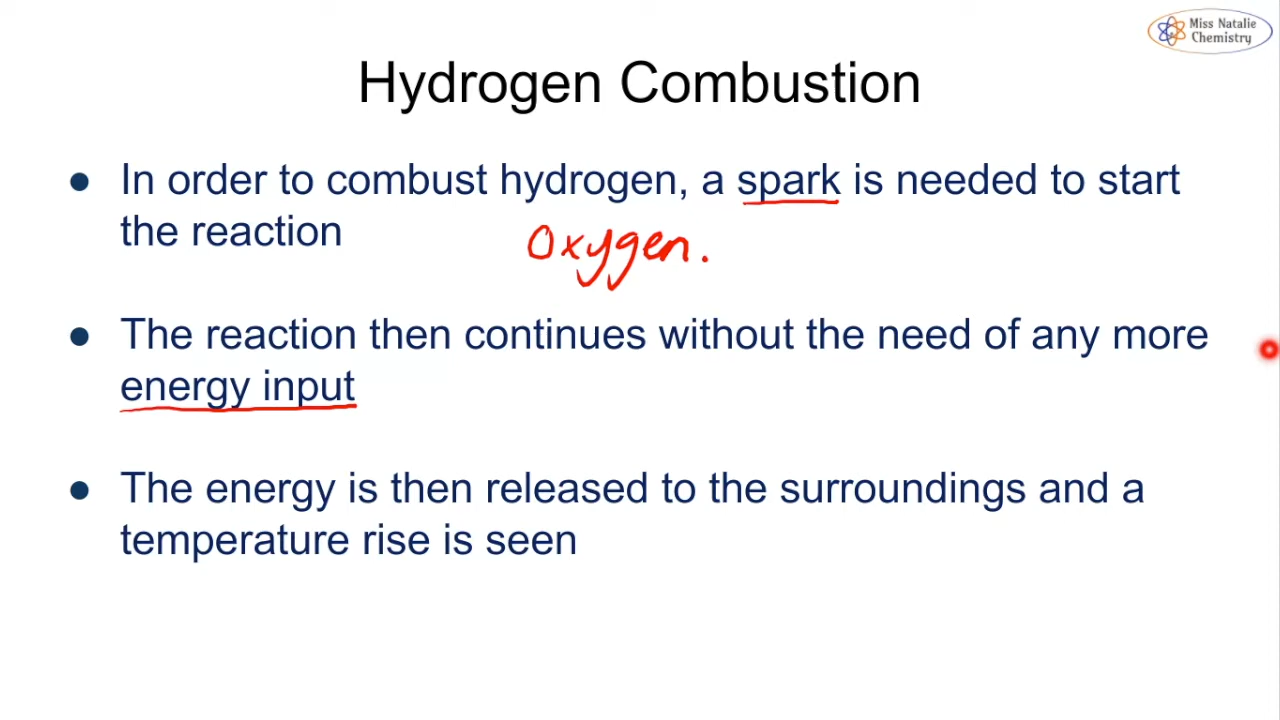 Miss Natalie
Chemistry
Hydrogen Combustion
● In order to combust hydrogen, a spark is needed to start
the reaction
Oxygen.
● The reaction then continues without the need of any more
energy input
● The energy is then released to the surroundings and a
temperature rise is seen